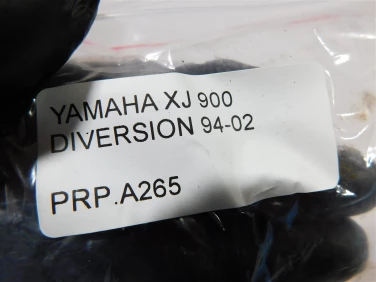 YAMAHA XJ 900
DIVERSION 94-02
PRP.A265